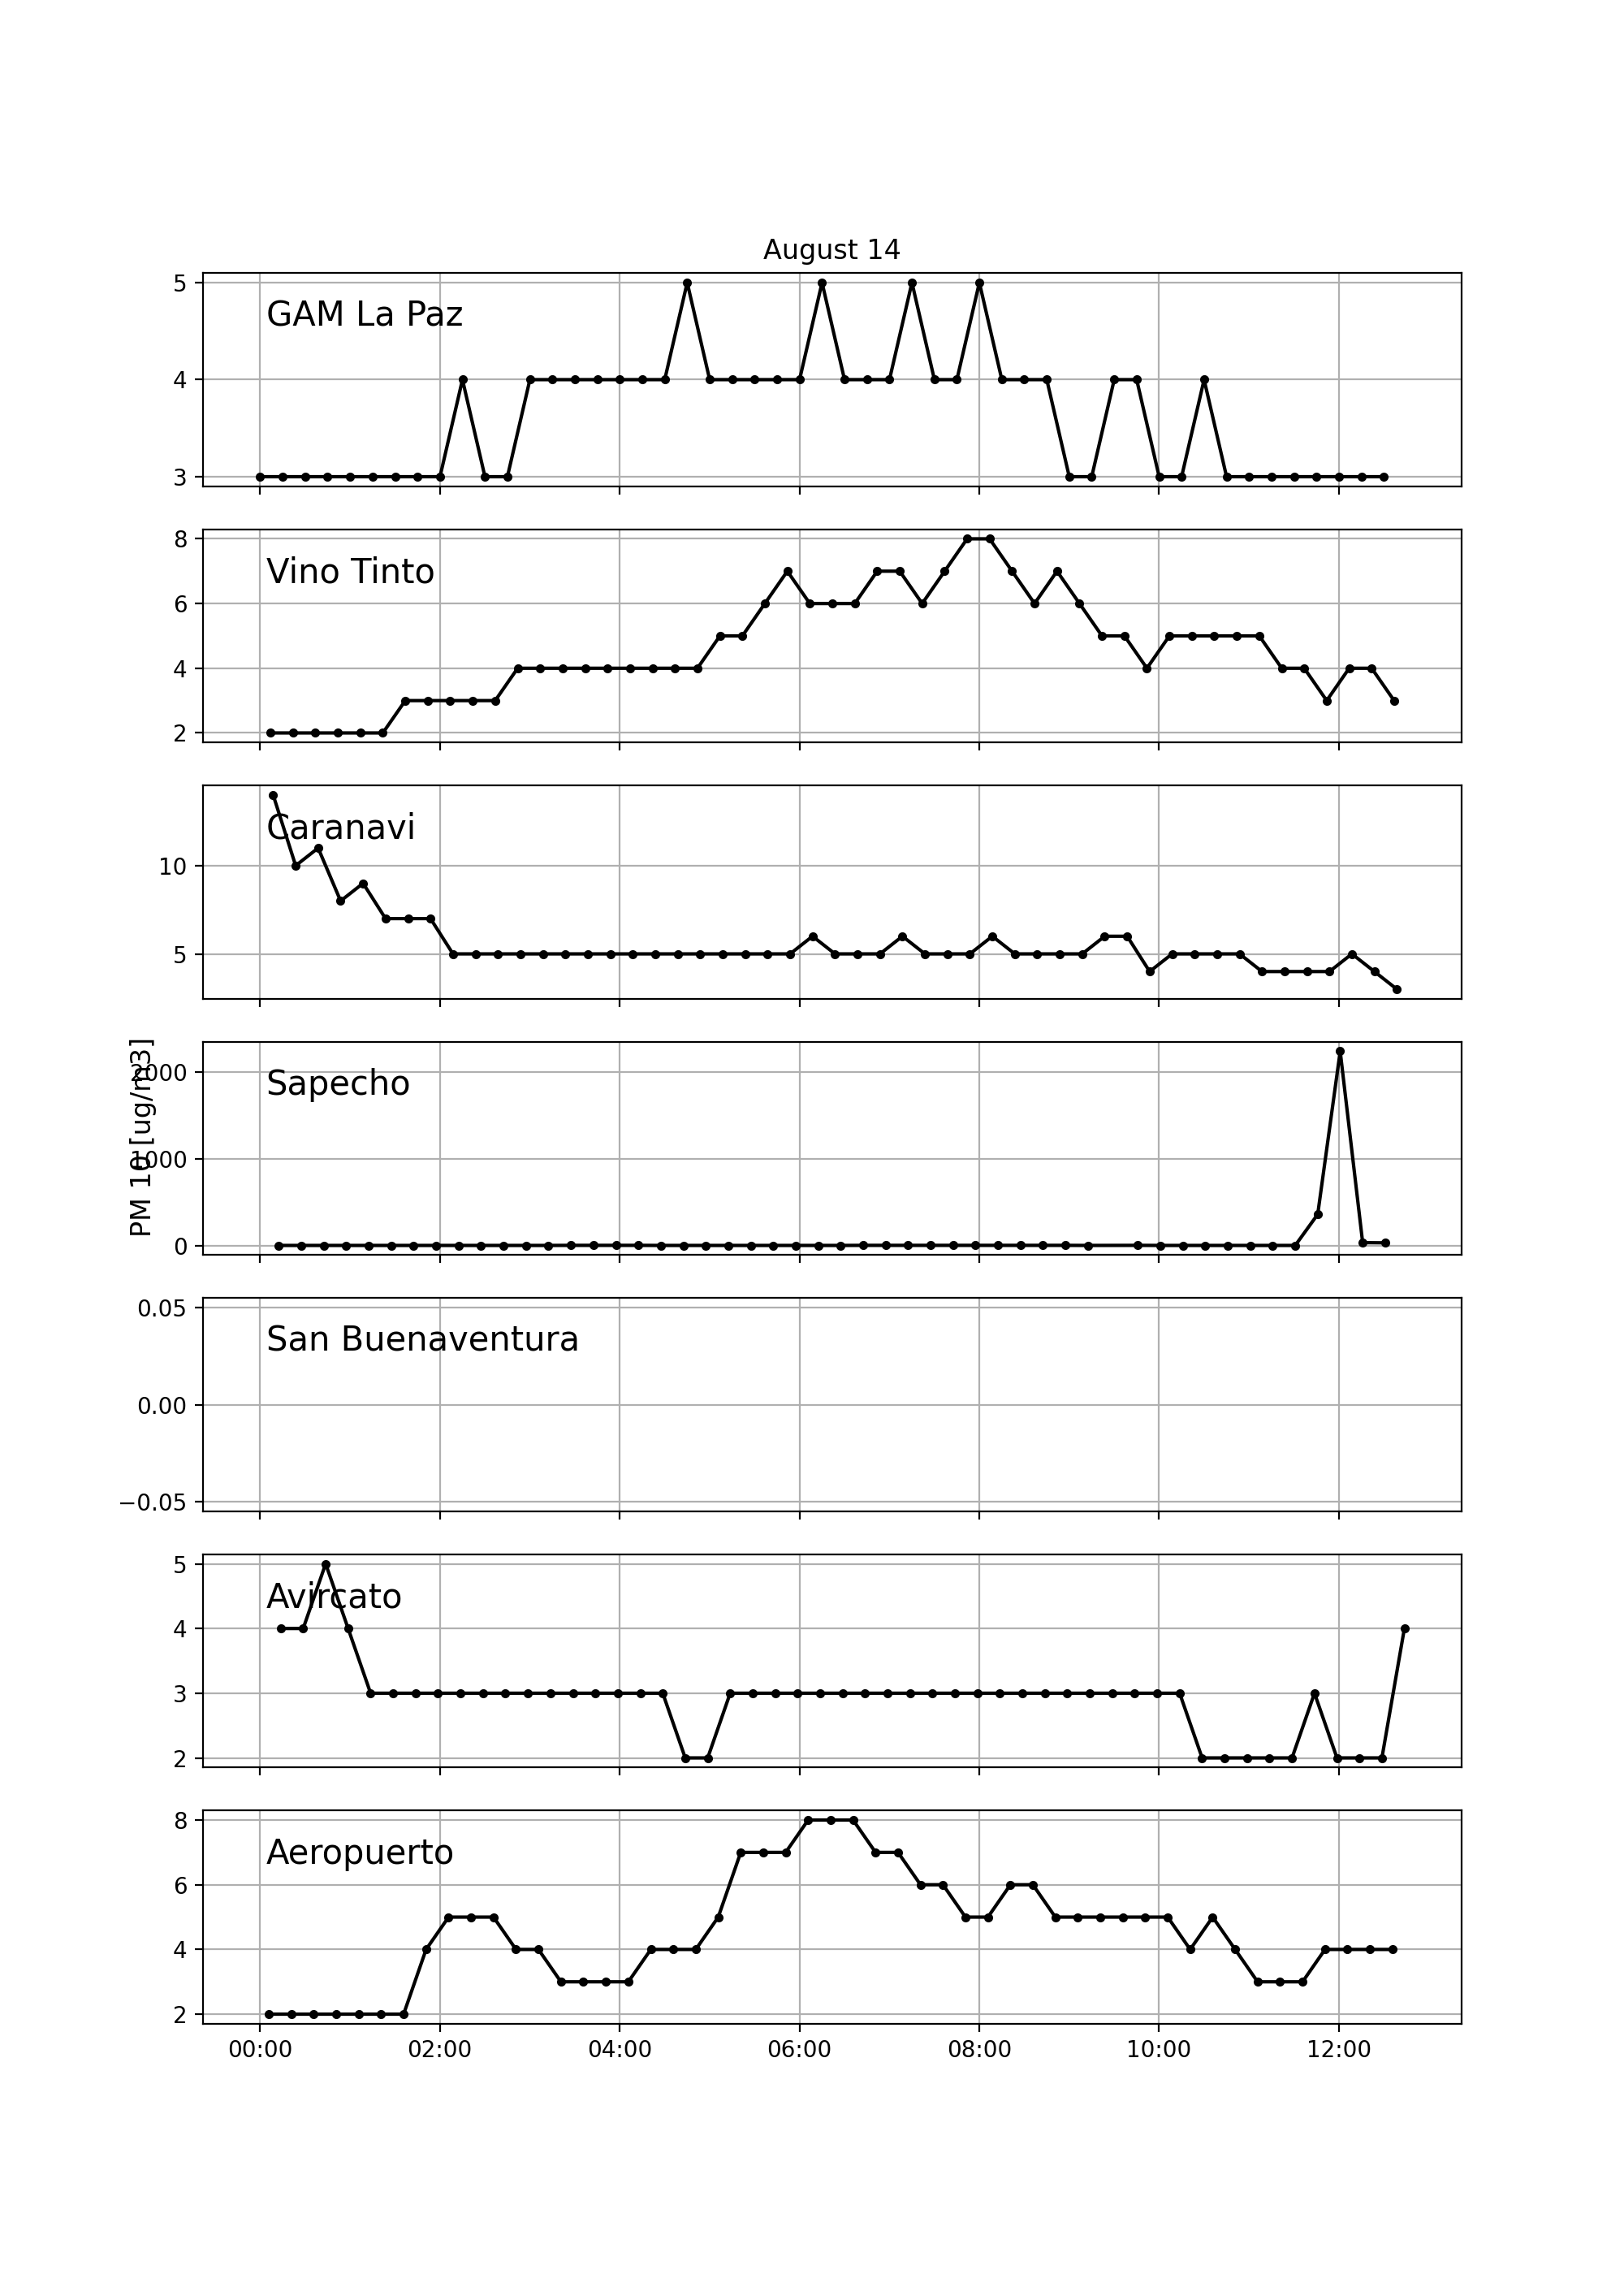 August 14
5
GAM La Paz
4
3
8
Vino Tinto
6
4
2
Caranavi
10
5
PM 10 [ug/m3]
2000
Sapecho
1000
0
0.05
San Buenaventura
0.00
−0.05
5
Avircato
4
3
2
8
Aeropuerto
6
4
2
00:00 02:00 04:00 06:00 08:00 10:00 12:00